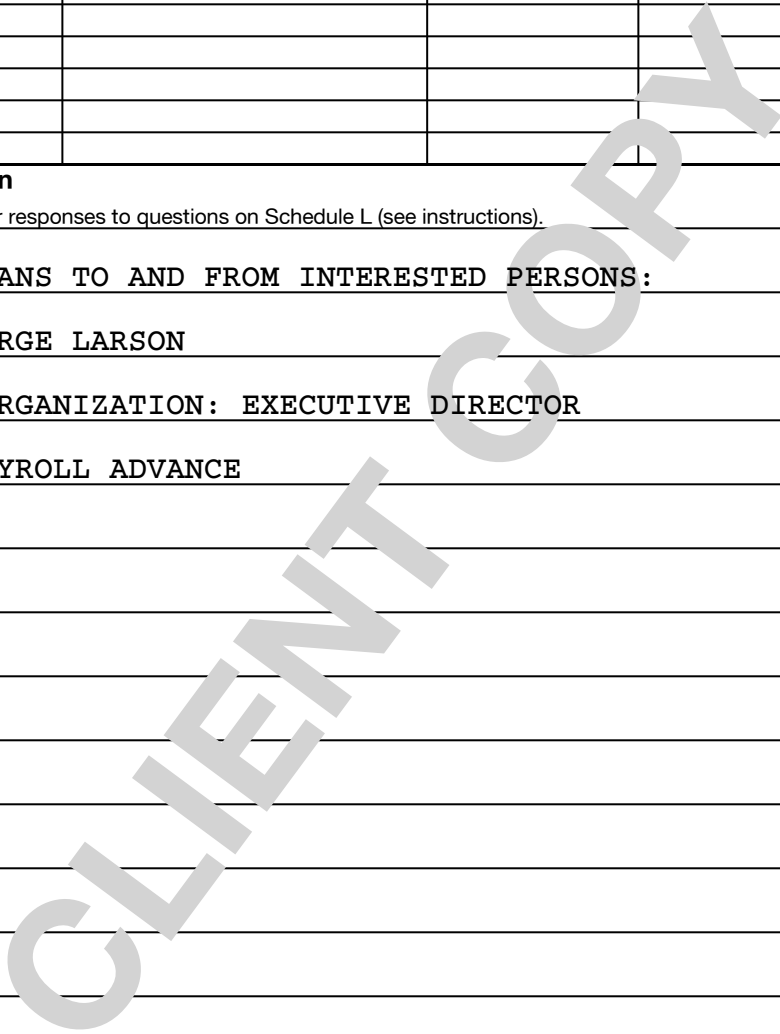 n
r responses to questions on Schedule L (see instructions).
ANS TO AND FROM INTERESTED PERSONS:
RGE LARSON
RGANIZATION: EXECUTIVE DIRECTOR
YROLL ADVANCE
CLIENT COPY